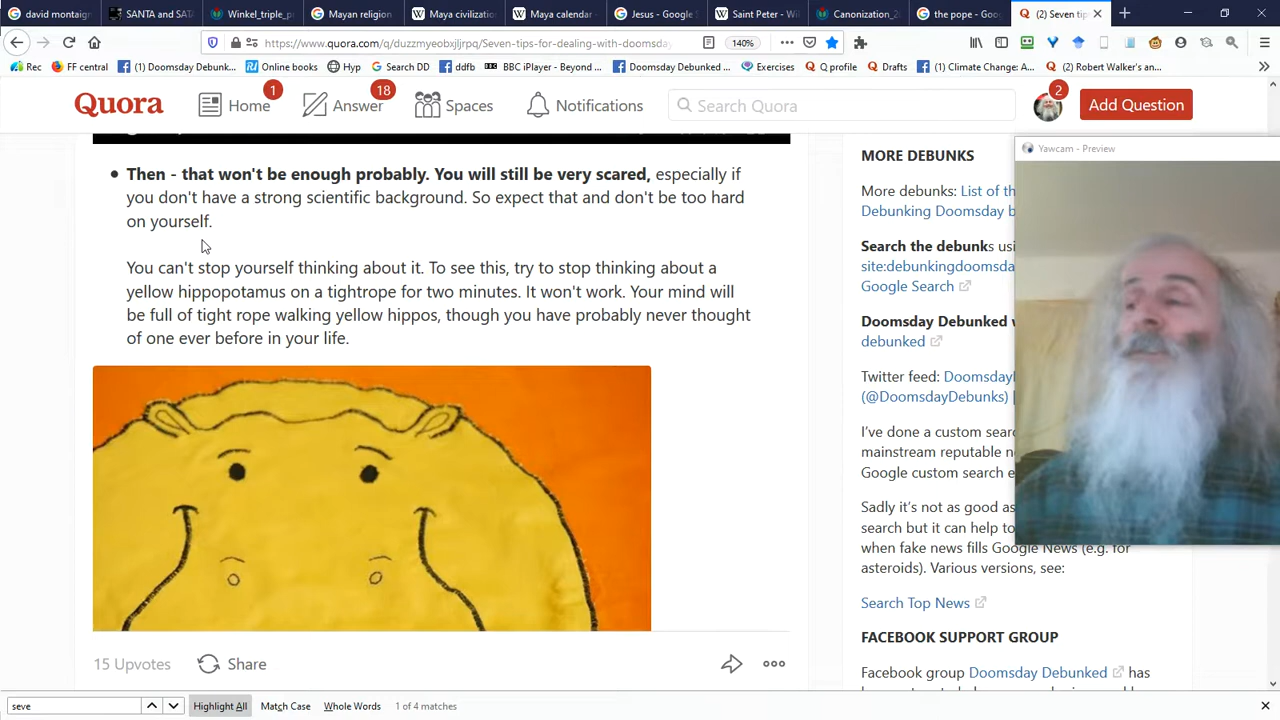 david montaign
SANTA and SATA
Winkel_triple_pr
Mayan religion
Maya civilizatio
Maya calendar -
Jesus - Google S
Saint Peter - Wi
Canonization_2
the pope - Goo
(2) Seven tips
https://www.quora.com/q/duzzmyeobxjljrpq/Seven-tips-for-dealing-with-doomsda
140%
Rec
FF central
(1) Doomsday Debunk...
Online books
Hyp
Search DD
ddfb
BBC iPlayer - Beyond ...
Doomsday Debunked ...
Exercises
Q profile
Drafts
(1) Climate Change: A...
(2) Robert Walker's an...
Quora
Home
1
Answer
18
Spaces
Notifications
Search Quora
2
Add Question
Then - that won't be enough probably. You will still be very scared, especially if
you don't have a strong scientific background. So expect that and don't be too hard
on yourself.
You can't stop yourself thinking about it. To see this, try to stop thinking about a
yellow hippopotamus on a tightrope for two minutes. It won't work. Your mind will
be full of tight rope walking yellow hippos, though you have probably never thought
of one ever before in your life.
15 Upvotes
Share
MORE DEBUNKS
More debunks: List of th
Debunking Doomsday b
Search the debunks usi
site:debunkingdoomsda
Google Search
Doomsday Debunked w
debunked
Twitter feed: Doomsday
(@DoomsdayDebunks) |
I've done a custom searc
mainstream reputable ne
Google custom search e
Sadly it's not as good as
search but it can help to
when fake news fills Google News (e.g. for
asteroids). Various versions, see:
Search Top News
FACEBOOK SUPPORT GROUP
Facebook group Doomsday Debunked has
Yawcam - Preview
seve
Highlight All
Match Case
Whole Words
1 of 4 matches